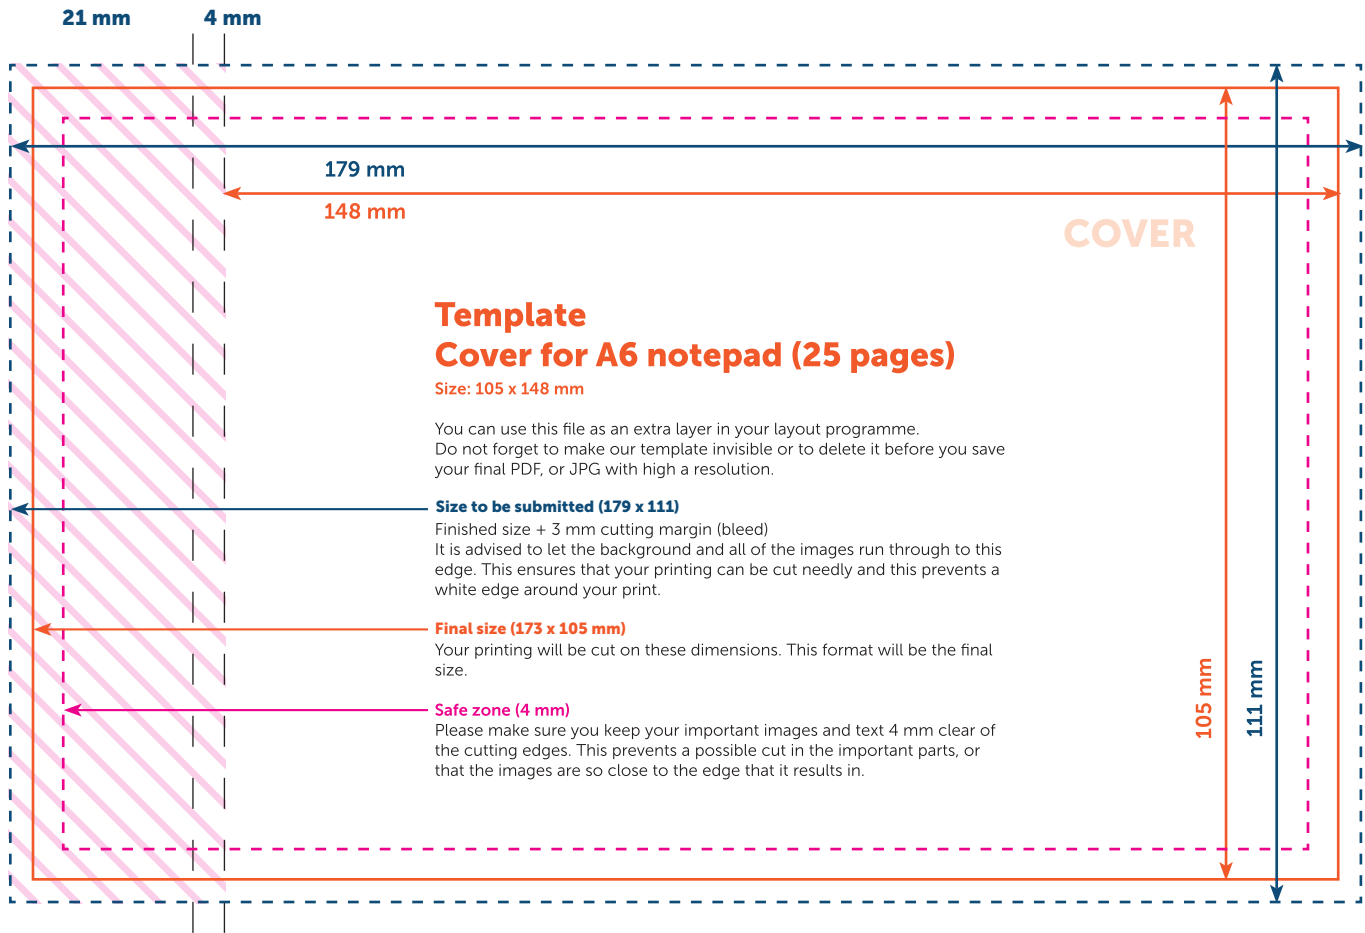 21 mm 4 mm
179 mm
148 mm
COVER
Template
Cover for A6 notepad (25 pages)
Size: 105 x 148 mm
You can use this file as an extra layer in your layout programme.
Do not forget to make our template invisible or to delete it before you save
your final PDF, or JPG with high a resolution.
Size to be submitted (179 x 111)
Finished size + 3 mm cutting margin (bleed)
It is advised to let the background and all of the images run through to this
edge. This ensures that your printing can be cut needly and this prevents a
white edge around your print.
Final size (173 x 105 mm)
Your printing will be cut on these dimensions. This format will be the final
size.
Safe zone (4 mm)
Please make sure you keep your important images and text 4 mm clear of
the cutting edges. This prevents a possible cut in the important parts, or
that the images are so close to the edge that it results in.
105 mm
111 mm